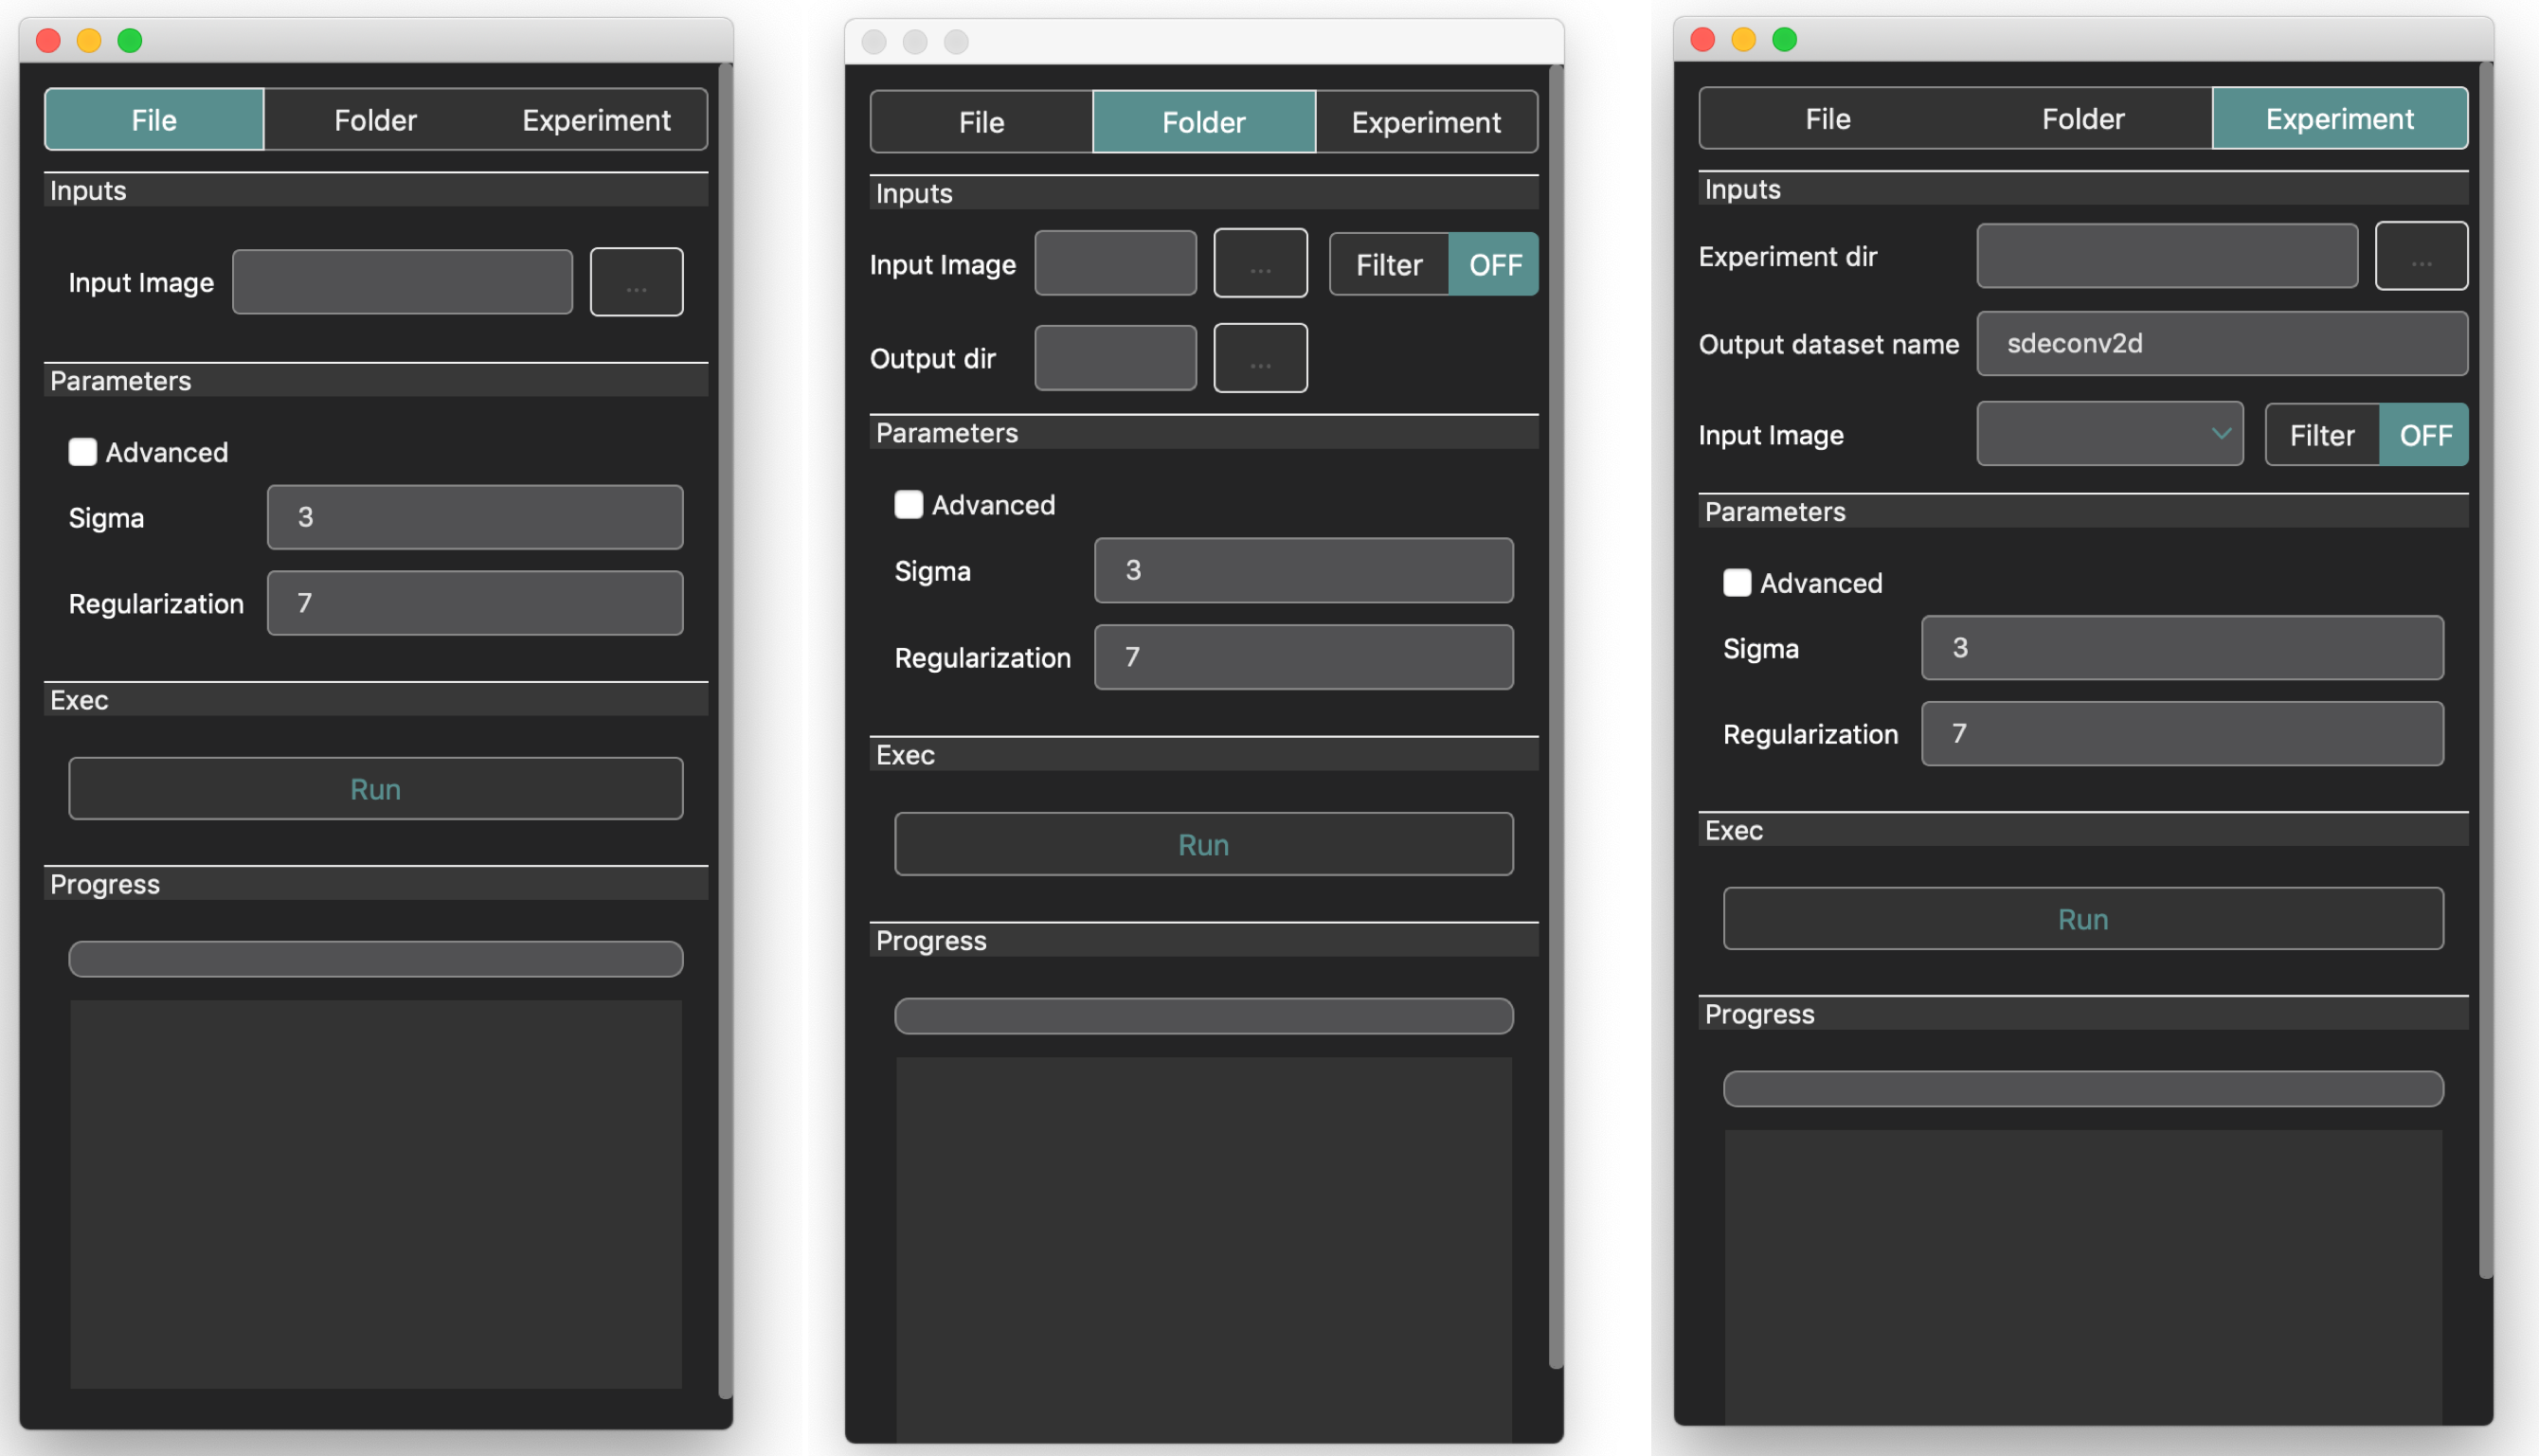 File Folder Experiment
Inputs
Input Image ...
Parameters
Advanced
Sigma 3
Regularization 7
Exec
Run
Progress
File Folder Experiment
Inputs
Input Image ... Filter OFF
Output dir ...
Parameters
Advanced
Sigma 3
Regularization 7
Exec
Run
Progress
File Folder Experiment
Inputs
Experiment dir ...
Output dataset name sdeconv2d
Input Image Filter OFF
Parameters
Advanced
Sigma 3
Regularization 7
Exec
Run
Progress